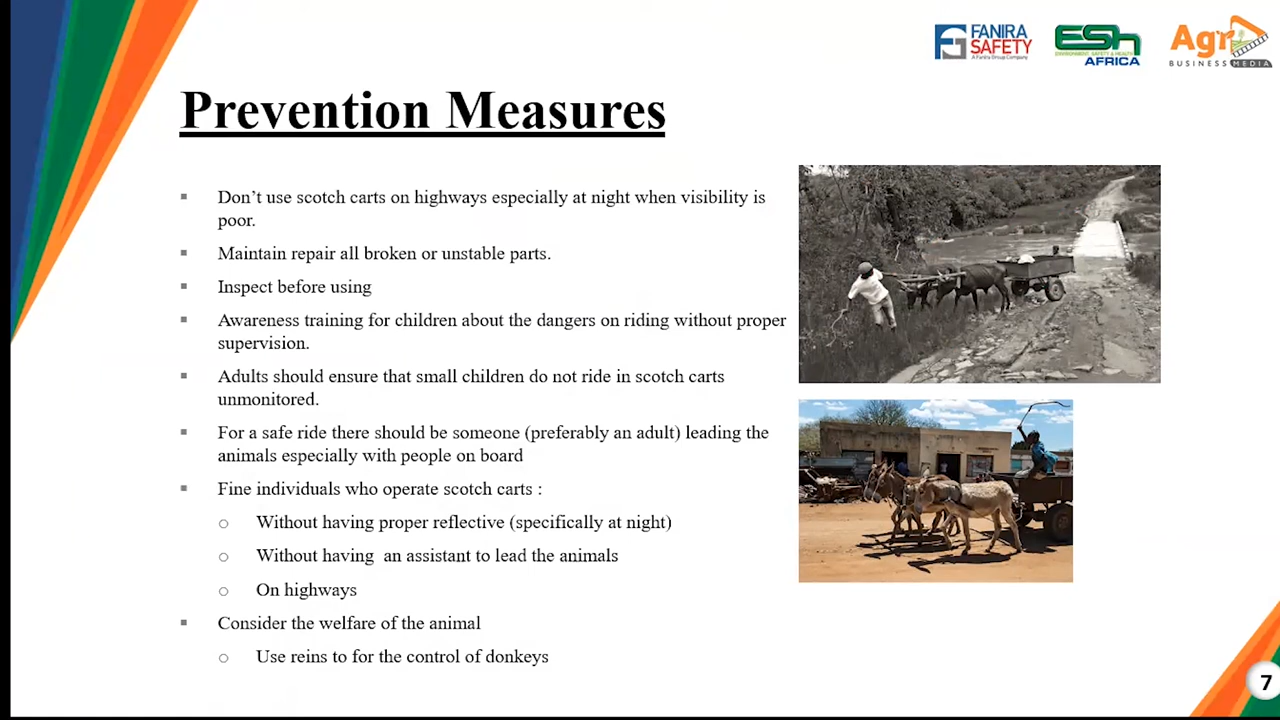 FANIRA
SAFETY
A Fanira Group Company
ESh
ENVIRONMENT SAFETY & HEALTH
AFRICA
Agri
BUSINESS MEDIA
Prevention Measures
Don’t use scotch carts on highways especially at night when visibility is
poor.
Maintain repair all broken or unstable parts.
Inspect before using
Awareness training for children about the dangers on riding without proper
supervision.
Adults should ensure that small children do not ride in scotch carts
unmonitored.
For a safe ride there should be someone (preferably an adult) leading the
animals especially with people on board
Fine individuals who operate scotch carts :
Without having proper reflective (specifically at night)
Without having  an assistant to lead the animals
On highways
Consider the welfare of the animal
Use reins to for the control of donkeys
7